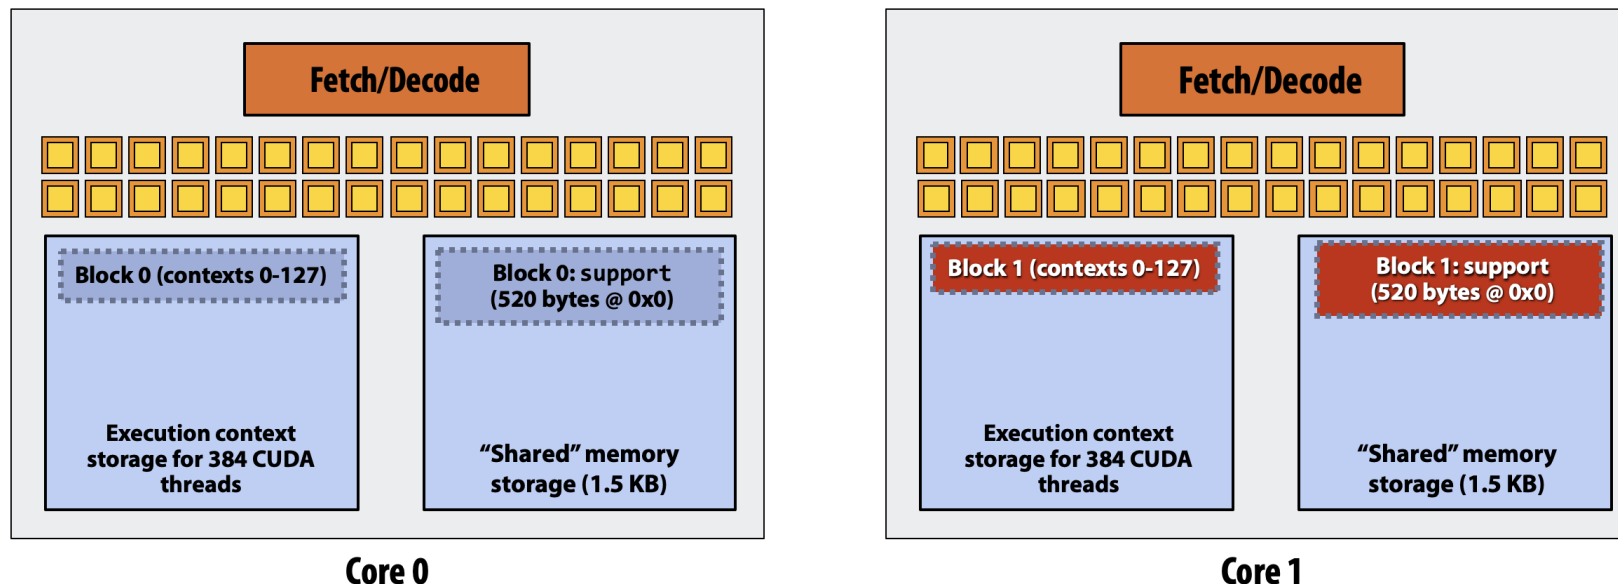 Fetch/Decode
Block 0 (contexts 0-127)
Block 0: support
(520 bytes @ 0x0)
Execution context
storage for 384 CUDA
threads
“Shared” memory
storage (1.5 KB)
Core 0
Fetch/Decode
Block 1 (contexts 0-127)
Block 1: support
(520 bytes @ 0x0)
Execution context
storage for 384 CUDA
threads
“Shared” memory
storage (1.5 KB)
Core 1